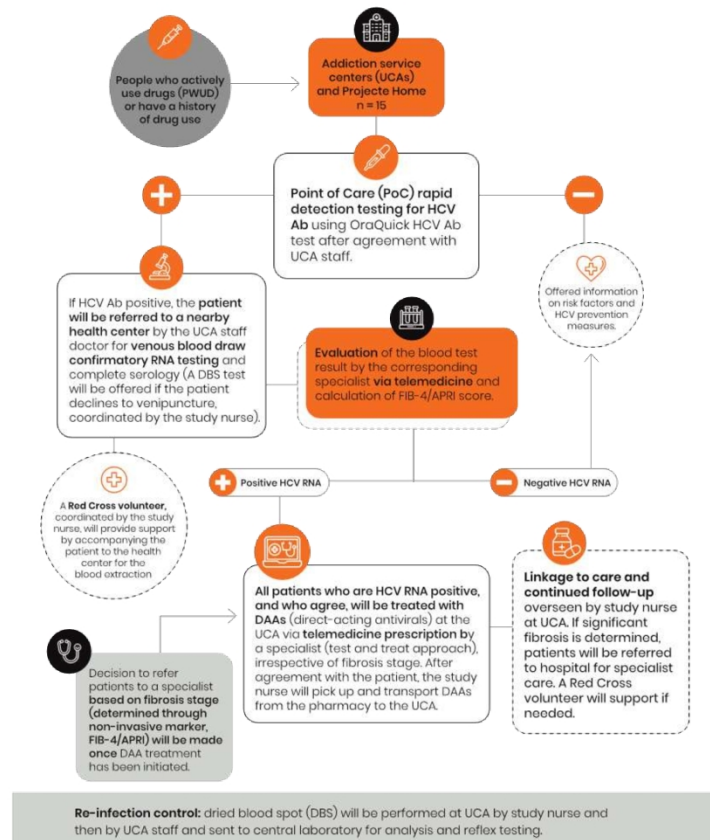 People who actively
use drugs (PWUD)
or have a history
of drug use
Addiction service
centers (UCAs)
and Projecte Home
n = 15
Point of Care (PoC) rapid
detection testing for HCV
Ab using OraQuick HCV Ab
test after agreement with
UCA staff.
If HCV Ab positive, the patient
will be referred to a nearby
health center by the UCA staff
doctor for venous blood draw
confirmatory RNA testing and
complete serology (A DBS test
will be offered if the patient
declines to venipuncture,
coordinated by the study nurse).
Offered information
on risk factors and
HCV prevention
measures.
Evaluation of the blood test
result by the corresponding
specialist via telemedicine and
calculation of FIB-4/APRI score.
A Red Cross volunteer,
coordinated by the study
nurse, will provide support
by accompanying the
patient to the health
center for the
blood extraction
Positive HCV RNA
Negative HCV RNA
All patients who are HCV RNA positive,
and who agree, will be treated with
DAAs (direct-acting antivirals) at the
UCA via telemedicine prescription by
a specialist (test and treat approach),
irrespective of fibrosis stage. After
agreement with the patient, the study
nurse will pick up and transport DAAs
from the pharmacy to the UCA.
Linkage to care and
continued follow-up
overseen by study nurse
at UCA. If significant
fibrosis is determined,
patients will be referred
to hospital for specialist
care. A Red Cross
volunteer will support if
needed.
Decision to refer
patients to a specialist
based on fibrosis stage
(determined through
non-invasive marker,
FIB-4/APRI) will be made
once DAA treatment
has been initiated.
Re-infection control: dried blood spot (DBS) will be performed at UCA by study nurse and
then by UCA staff and sent to central laboratory for analysis and reflex testing.